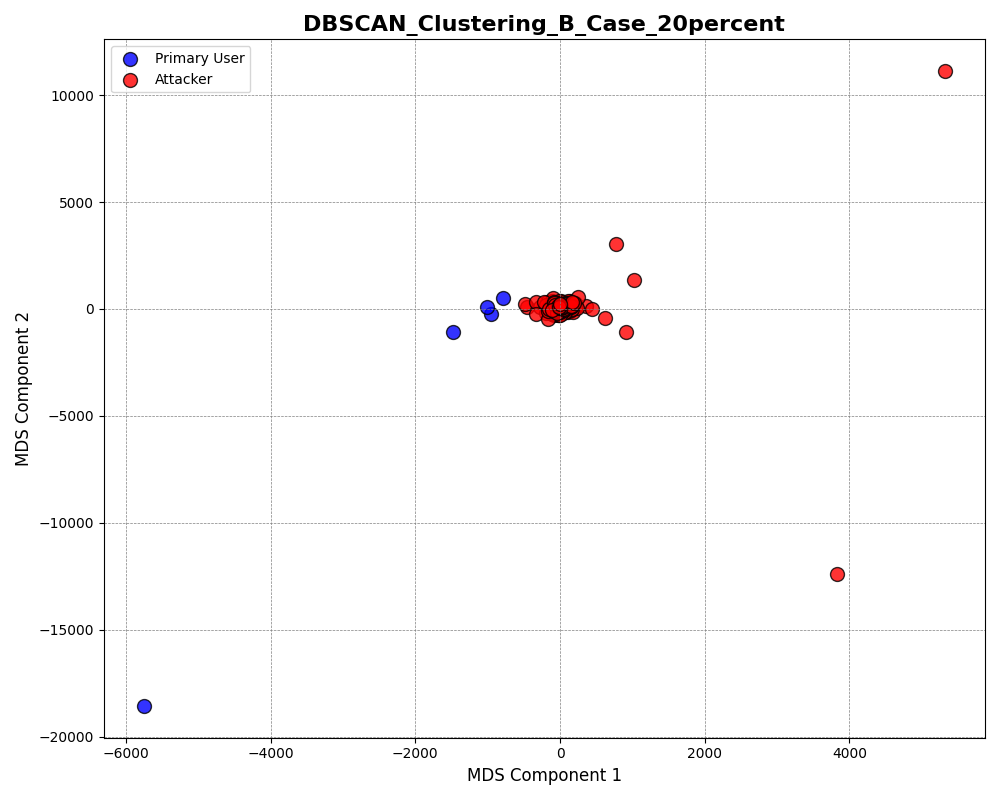 DBSCAN_Clustering_B_Case_20percent
Primary User
Attacker
10000
5000
0
−5000
−10000
−15000
−20000
MDS Component 2
−6000
−4000
−2000
0
2000
4000
MDS Component 1